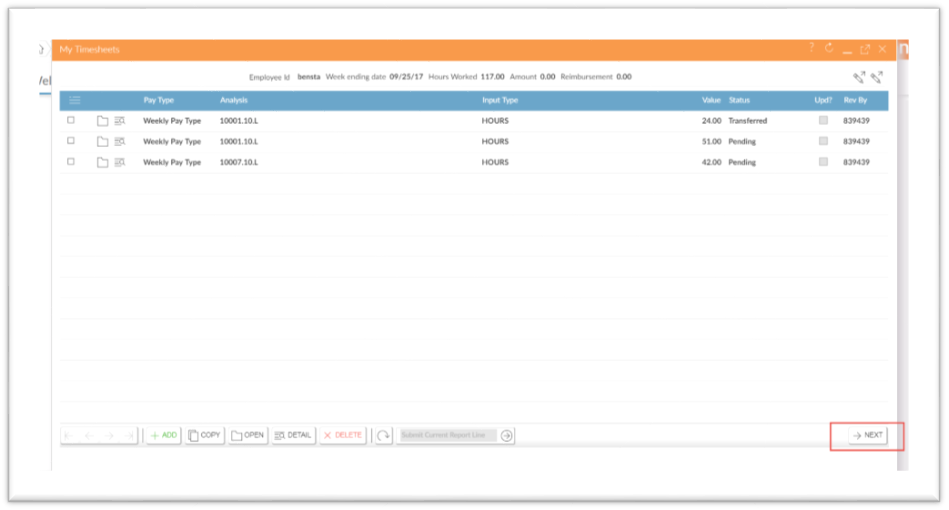 My Timesheets ?
Employee Id bensta Week ending date 09/25/17 Hours Worked 117.00 Amount 0.00 Reimbursement 0.00
Pay Type Analysis Input Type Value Status Upd? Rev By
Weekly Pay Type 10001.10.L HOURS 24.00 Transferred 839439
Weekly Pay Type 10001.10.L HOURS 51.00 Pending 839439
Weekly Pay Type 10007.10.L HOURS 42.00 Pending 839439
ADD COPY OPEN DETAIL DELETE Submit Current Report Line NEXT